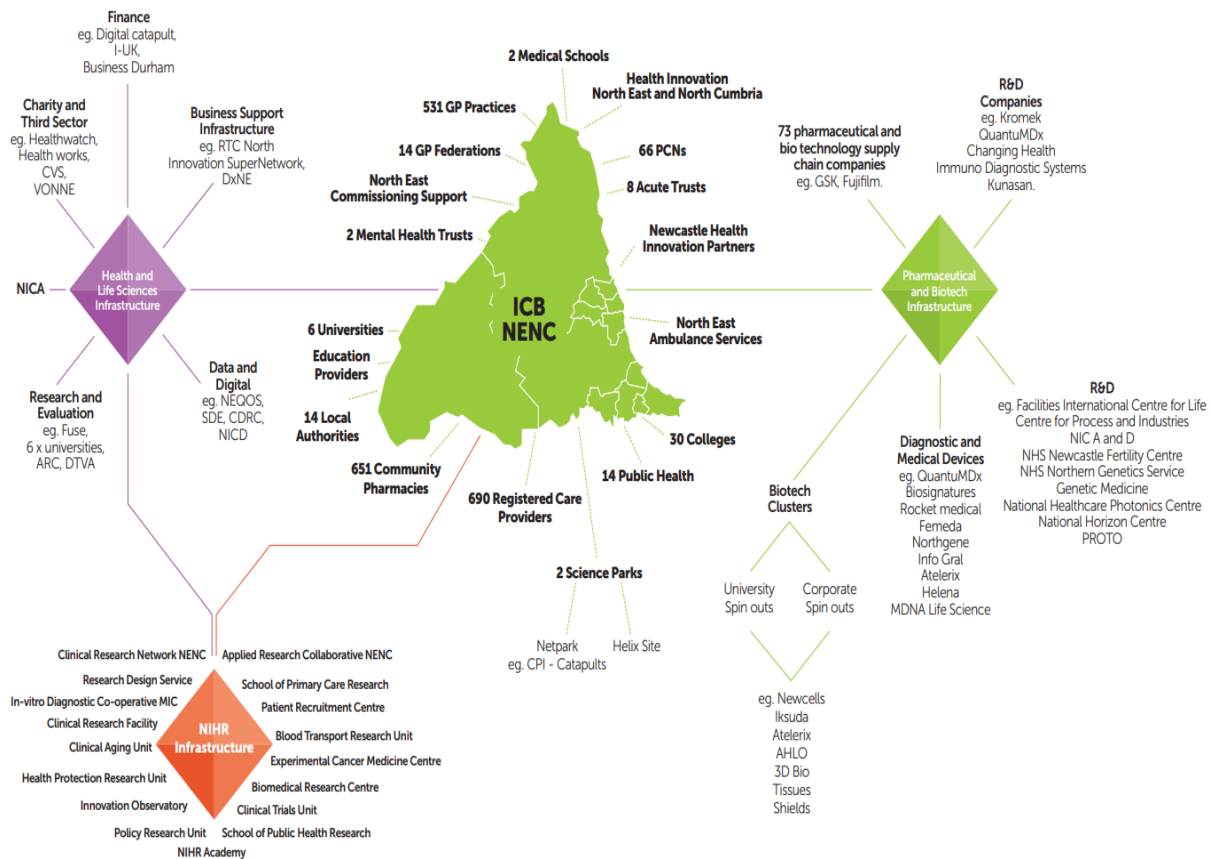 Finance
eg. Digital catapult,
I-UK,
Business Durham
Charity and
Third Sector
eg. Healthwatch,
Health works,
CVS,
VONNE
Business Support
Infrastructure
eg. RTC North
Innovation SuperNetwork,
DxNE
NICA
Health and
Life Sciences
Infrastructure
Research and
Evaluation
eg. Fuse,
6 x universities,
ARC, DTVA
Data and
Digital
eg. NEQOS,
SDE, CDRC,
NICD
2 Medical Schools
Health Innovation
North East and North Cumbria
531 GP Practices
14 GP Federations
66 PCNs
North East
Commissioning Support
8 Acute Trusts
2 Mental Health Trusts
Newcastle Health
Innovation Partners
ICB
NENC
6 Universities
North East
Ambulance Services
Education
Providers
14 Local
Authorities
30 Colleges
651 Community
Pharmacies
14 Public Health
690 Registered Care
Providers
2 Science Parks
Netpark
eg. CPI - Catapults
Helix Site
73 pharmaceutical and
bio technology supply
chain companies
eg. GSK, Fujifilm.
R&D
Companies
eg. Kromek
QuantuMDx
Changing Health
Immuno Diagnostic Systems
Kunasan.
Pharmaceutical
and Biotech
Infrastructure
Biotech
Clusters
University
Spin outs
Corporate
Spin outs
eg. Newcells
Iksuda
Atelerix
AHLO
3D Bio
Tissues
Shields
Diagnostic and
Medical Devices
eg. QuantuMDx
Biosignatures
Rocket medical
Femeda
Northgene
Info Gral
Atelerix
Helena
MDNA Life Science
R&D
eg. Facilities International Centre for Life
Centre for Process and Industries
NIC A and D
NHS Newcastle Fertility Centre
NHS Northern Genetics Service
Genetic Medicine
National Healthcare Photonics Centre
National Horizon Centre
PROTO
Clinical Research Network NENC
Applied Research Collaborative NENC
Research Design Service
School of Primary Care Research
In-vitro Diagnostic Co-operative MIC
Patient Recruitment Centre
Clinical Research Facility
NIHR
Infrastructure
Blood Transport Research Unit
Clinical Aging Unit
Experimental Cancer Medicine Centre
Health Protection Research Unit
Biomedical Research Centre
Innovation Observatory
Clinical Trials Unit
Policy Research Unit
School of Public Health Research
NIHR Academy